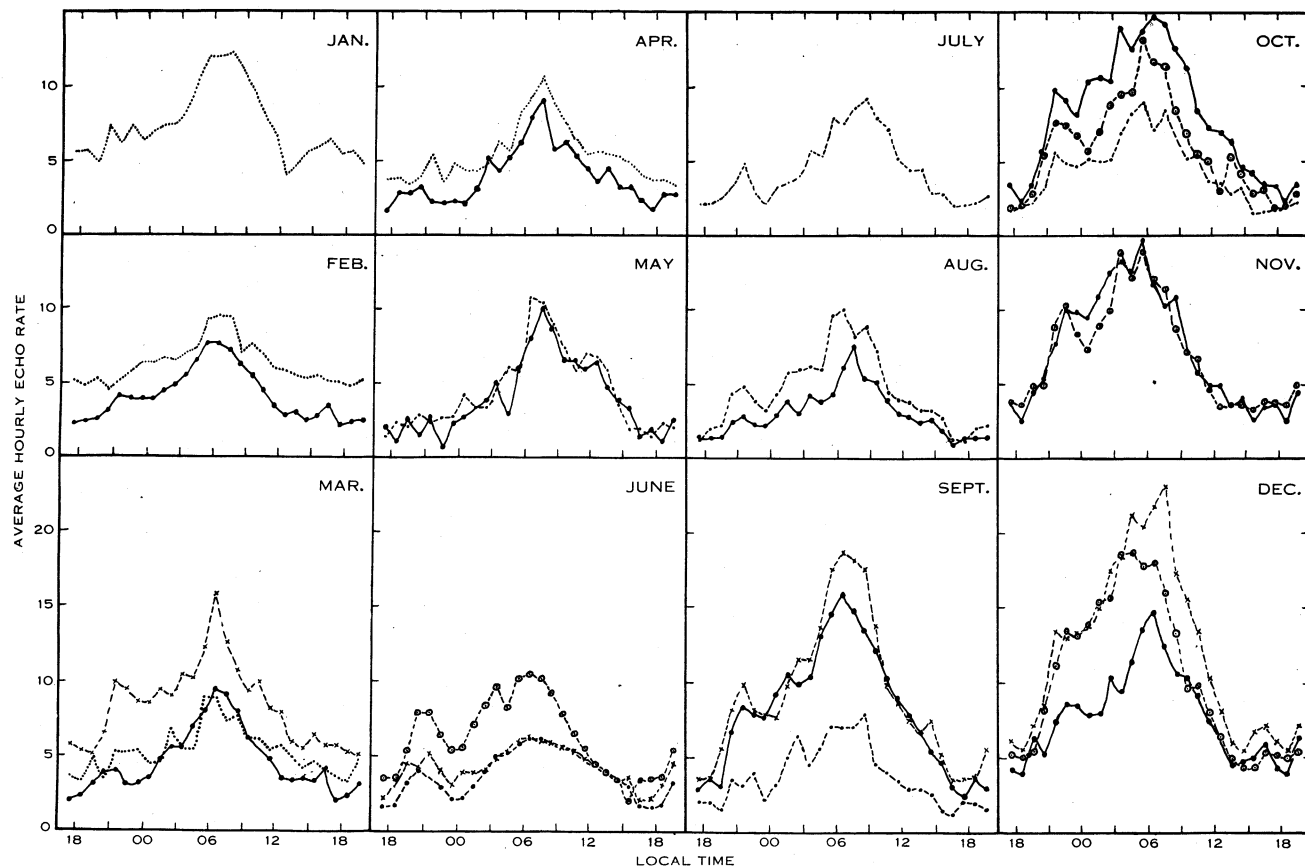 JAN.
APR.
JULY
OCT.
10
5
0
FEB.
MAY
AUG.
NOV.
10
5
0
MAR.
JUNE
SEPT.
DEC.
20
15
10
5
0
18 00 06 12 18
18 00 06 12 18
18 00 06 12 18
18 00 06 12 18
AVERAGE HOURLY ECHO RATE
LOCAL TIME